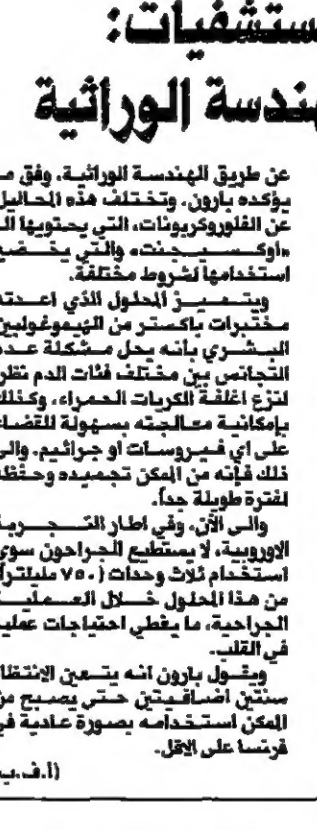 ستشفيات:
هندسة الوراثية
عن طريق الهندسة الوراثية، وفق مـ
يؤكده بارون. وتختلف هذه المحاليل
عن الفلوروكربونات، التي يحتويها الـ
«أوكسيجنت» والتي يخضع
استخدامها لشروط مختلفة.
ويتميز المحلول الذي اعدته
مختبرات باكستر من الهيموغولبين
البشري بأنه يحل مشكلة عدم
التجانس بين مختلف فئات الدم نظر
لنزع اغلفة الكريات الحمراء، وكذلك
بإمكانية معالجته بسهولة للقضاء
على اي فيروسات او جراثيم. والى
ذلك فإنه من الممكن تجميده وحفظه
لفترة طويلة جداً.
والى الآن، وفي اطار التجربة
الاوروبية، لا يستطيع الجراحون سوى
استخدام ثلاث وحدات (٧٥٠ مليلتراً
من هذا المحلول خلال العملية
الجراحية، ما يغطي احتياجات عملية
في القلب.
ويقول بارون انه يتعين الانتظار
سنتين اضافيتين حتى يصبح من
الممكن استخدامه بصورة عادية في
فرنسا على الاقل.
(أ.ف.ب